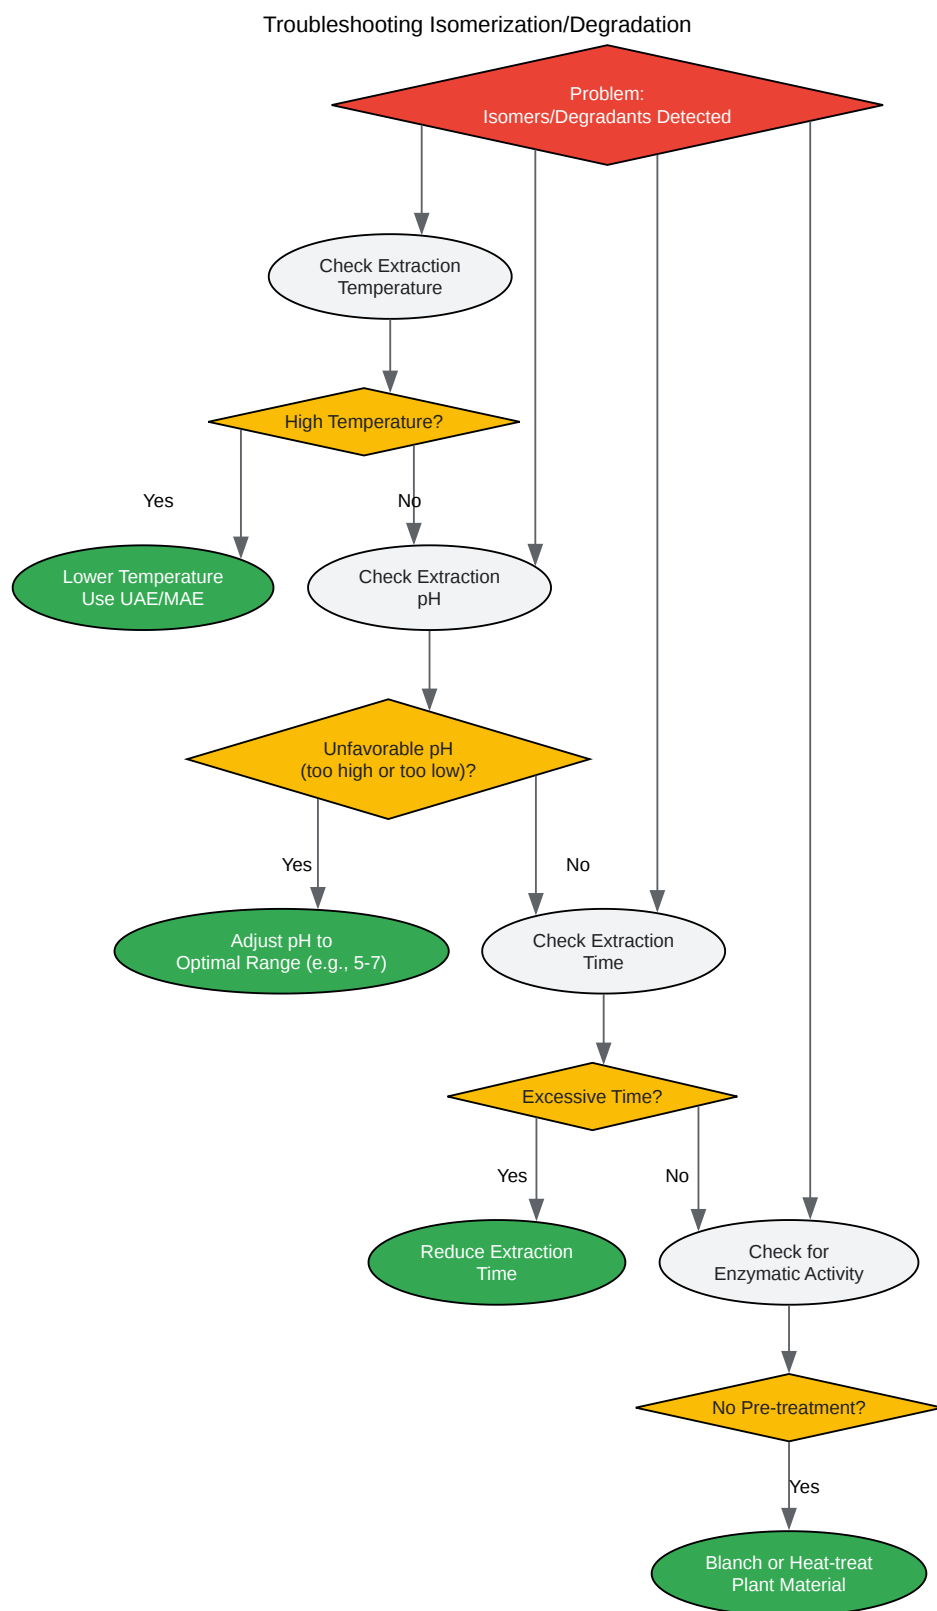 Troubleshooting Isomerization/Degradation
Problem:
Isomers/Degradants Detected
Check Extraction
Temperature
High Temperature?
Yes
No
Lower Temperature
Use UAE/MAE
Check Extraction
pH
Unfavorable pH
(too high or too low)?
Yes
No
Adjust pH to
Optimal Range (e.g., 5-7)
Check Extraction
Time
Excessive Time?
Yes
No
Reduce Extraction
Time
Check for
Enzymatic Activity
No Pre-treatment?
Yes
Blanch or Heat-treat
Plant Material